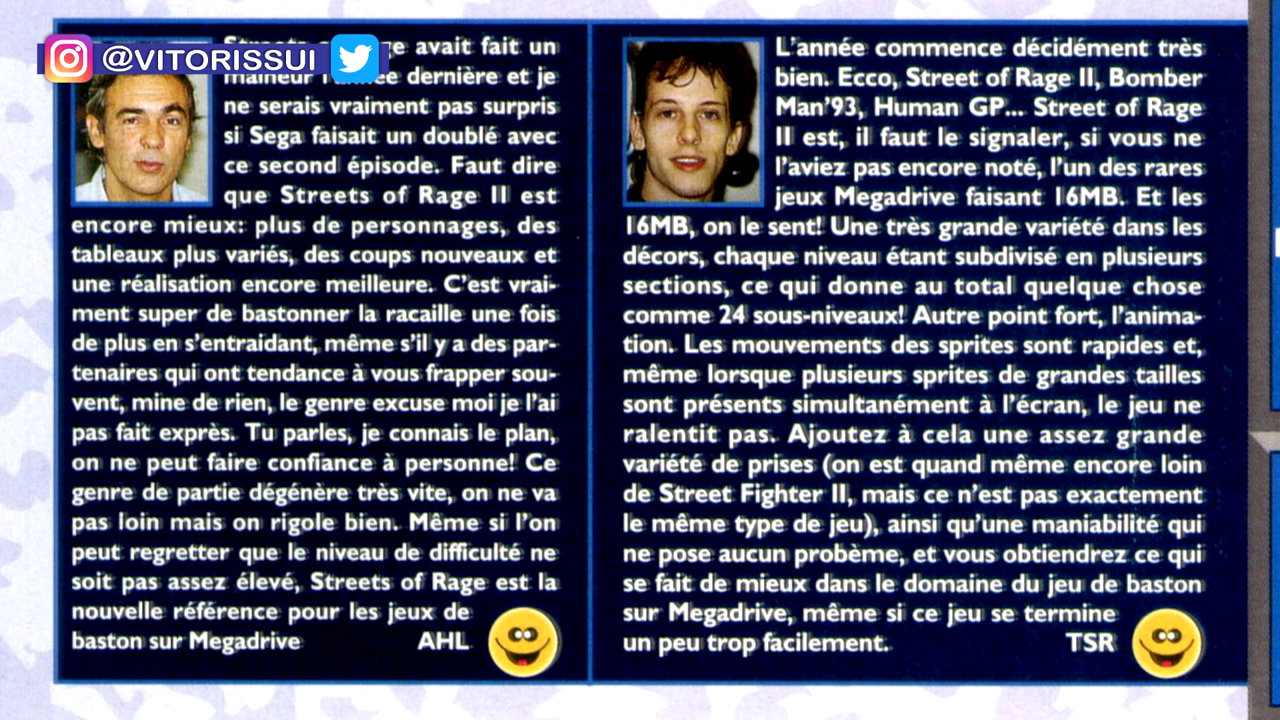 @VITORISSUI
avait fait un
dernière et je
ne serais vraiment pas surpris
si Sega faisait un doublé avec
ce second épisode. Faut dire
que Streets of Rage II est
encore mieux: plus de personnages, des
tableaux plus variés, des coups nouveaux et
une réalisation encore meilleure. C'est vrai-
ment super de bastonner la racaille une fois
de plus en s'entraidant, même s'il y a des par-
tenaires qui ont tendance à vous frapper sou-
vent, mine de rien, le genre excuse moi je l'ai
pas fait exprès. Tu parles, je connais le plan,
on ne peut faire confiance à personne! Ce
genre de partie dégénère très vite, on ne va
pas loin mais on rigole bien. Même si l'on
peut regretter que le niveau de difficulté ne
soit pas assez élevé, Streets of Rage est la
nouvelle référence pour les jeux de
baston sur Megadrive AHL
L'année commence décidément très
bien. Ecco, Street of Rage II, Bomber
Man'93, Human GP... Street of Rage
II est, il faut le signaler, si vous ne
l'aviez pas encore noté, l'un des rares
jeux Megadrive faisant 16MB. Et les
16MB, on le sent! Une très grande variété dans les
décors, chaque niveau étant subdivisé en plusieurs
sections, ce qui donne au total quelque chose
comme 24 sous-niveaux! Autre point fort, l'anima-
tion. Les mouvements des sprites sont rapides et,
même lorsque plusieurs sprites de grandes tailles
sont présents simultanément à l'écran, le jeu ne
ralentit pas. Ajoutez à cela une assez grande
variété de prises (on est quand même encore loin
de Street Fighter II, mais ce n'est pas exactement
le même type de jeu), ainsi qu'une maniabilité qui
ne pose aucun probème, et vous obtiendrez ce qui
se fait de mieux dans le domaine du jeu de baston
sur Megadrive, même si ce jeu se termine
un peu trop facilement. TSR